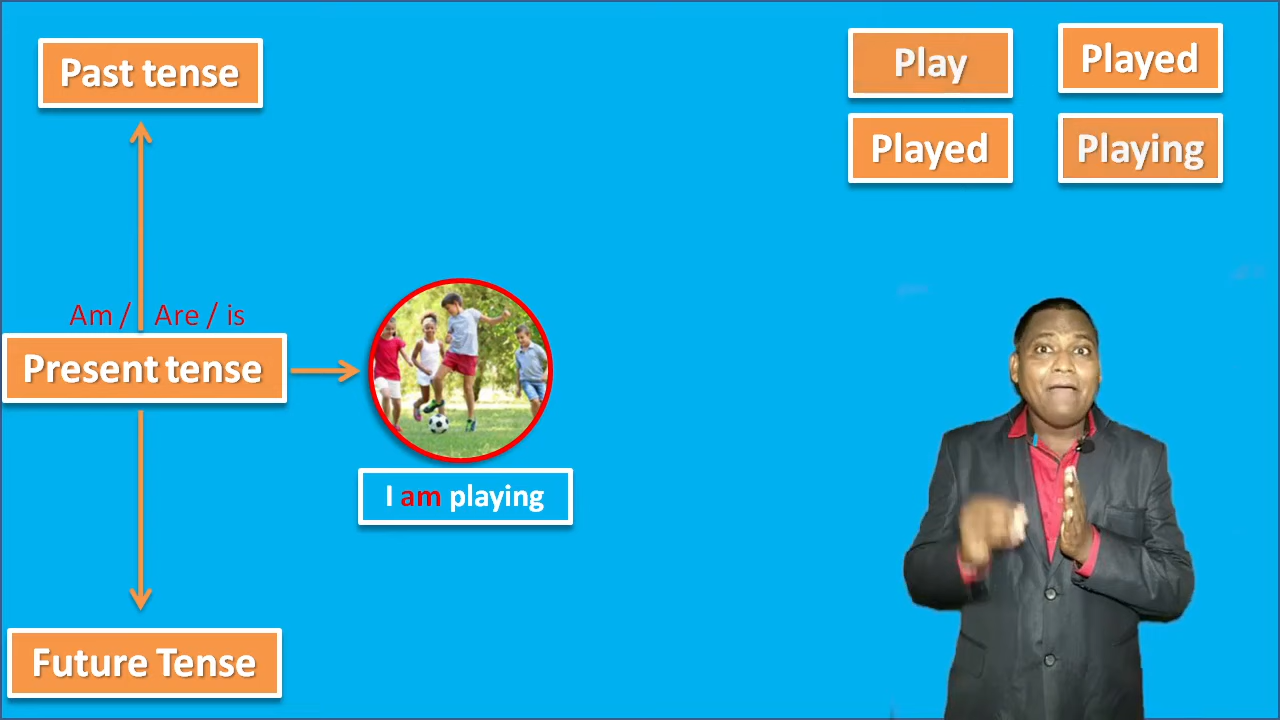 Past tense
Play
Played
Played
Playing
Am / Are / is
Present tense
I am playing
Future Tense